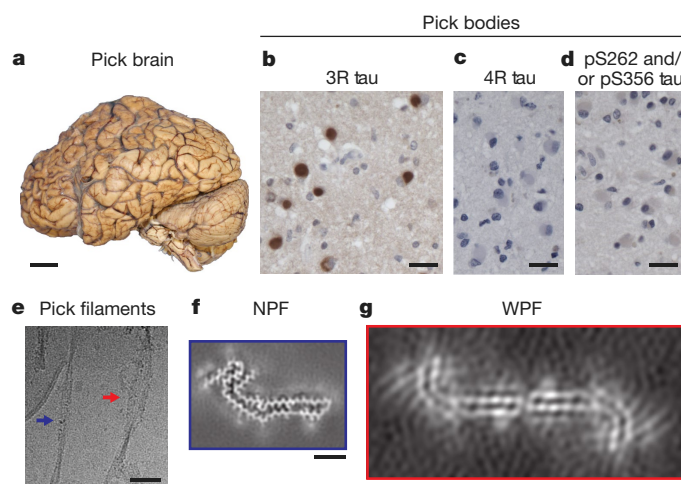 Pick bodies
a Pick brain
b 3R tau
c 4R tau
d pS262 and/
or pS356 tau
e Pick filaments
f NPF
g WPF